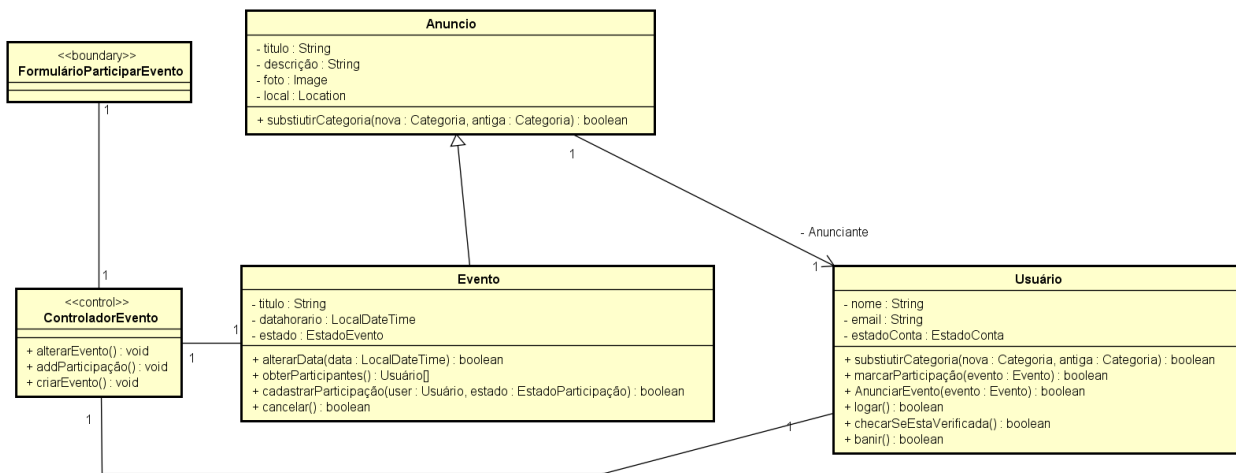 Anuncio
- titulo : String
- descrição : String
- foto : Image
- local : Location
+ substiutirCategoria(nova : Categoria, antiga : Categoria) : boolean
<<boundary>>
FormulárioParticiparEvento
1
1
- Anunciante
1
1
<<control>>
ControladorEvento
+ alterarEvento() : void
+ addParticipação() : void
+ criarEvento() : void
1
1
Evento
- titulo : String
- datahorario : LocalDateTime
- estado : EstadoEvento
+ alterarData(data : LocalDateTime) : boolean
+ obterParticipantes() : Usuário[]
+ cadastrarParticipação(user : Usuário, estado : EstadoParticipação) : boolean
+ cancelar() : boolean
Usuário
- nome : String
- email : String
- estadoConta : EstadoConta
+ substiutirCategoria(nova : Categoria, antiga : Categoria) : boolean
+ marcarParticipação(evento : Evento) : boolean
+ AnunciarEvento(evento : Evento) : boolean
+ logar() : boolean
+ checarSeEstaVerificada() : boolean
+ banir() : boolean
1
1